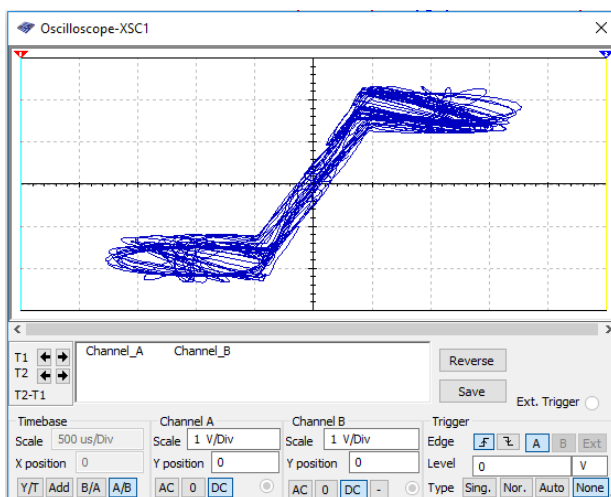 Oscilloscope-XSC1
T1
T2
T2-T1
Channel_A Channel_B
Reverse
Save
Ext. Trigger
Timebase
Scale 500 us/Div
X position 0
Y/T Add B/A A/B
Channel A
Scale 1 V/Div
Y position 0
AC 0 DC
Channel B
Scale 1 V/Div
Y position 0
AC 0 DC -
Trigger
Edge A B Ext
Level 0 V
Type Sing. Nor. Auto None